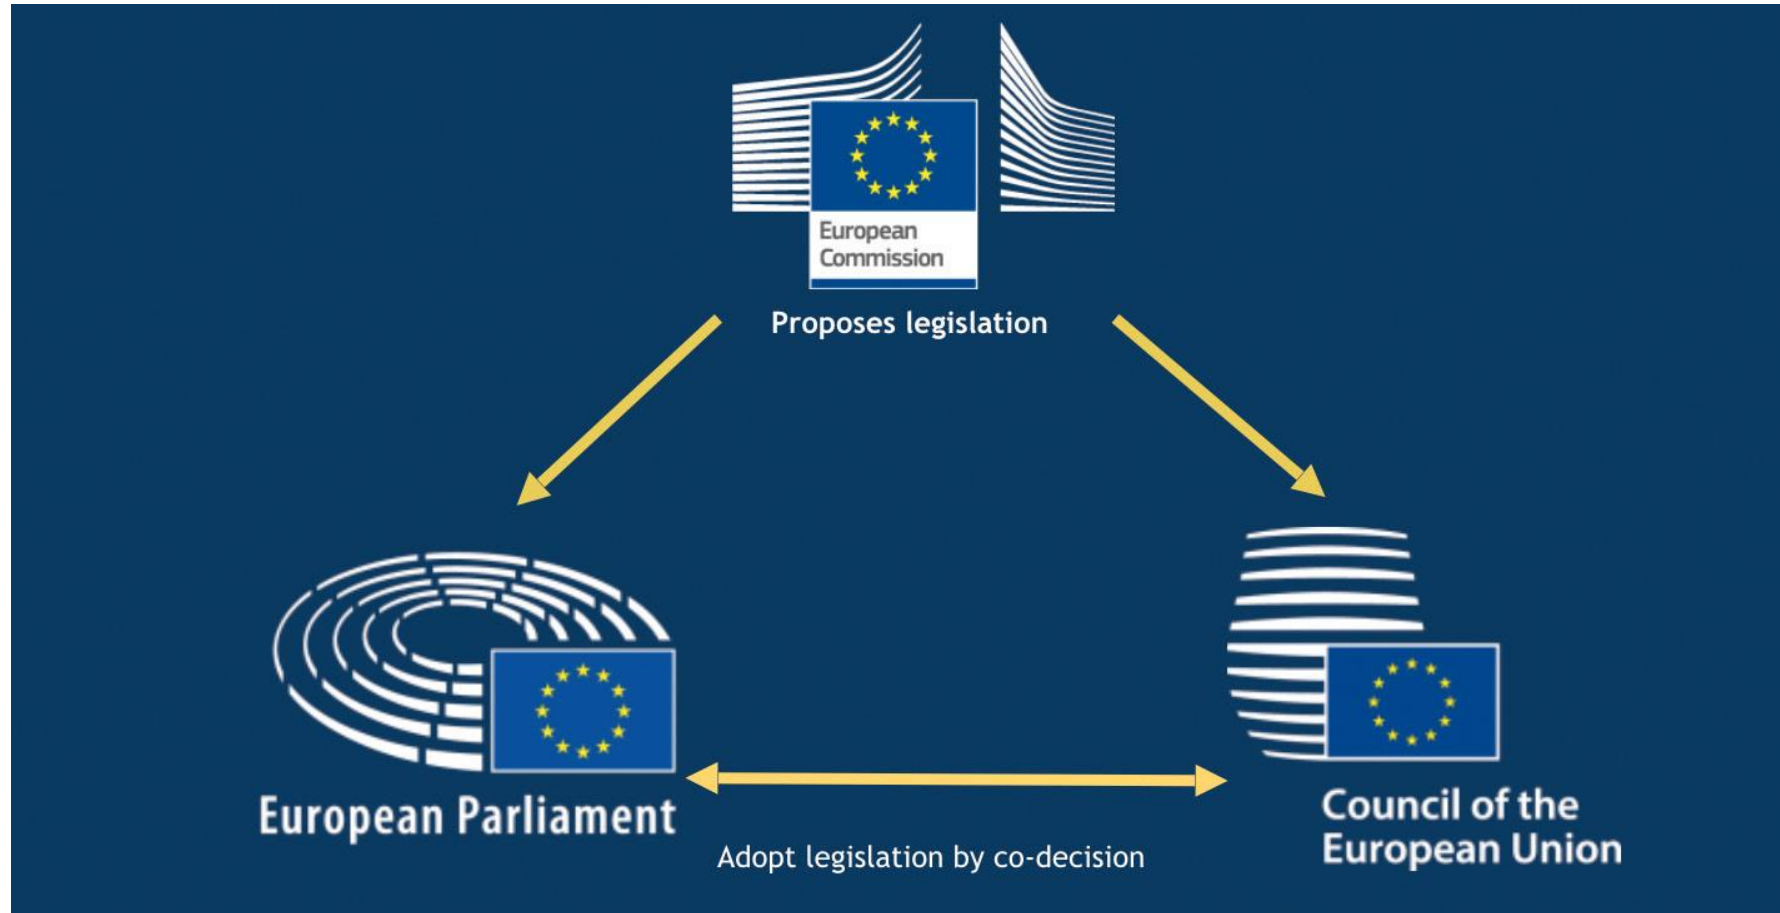 European
Commission
Proposes legislation
European Parliament
Council of the
European Union
Adopt legislation by co-decision